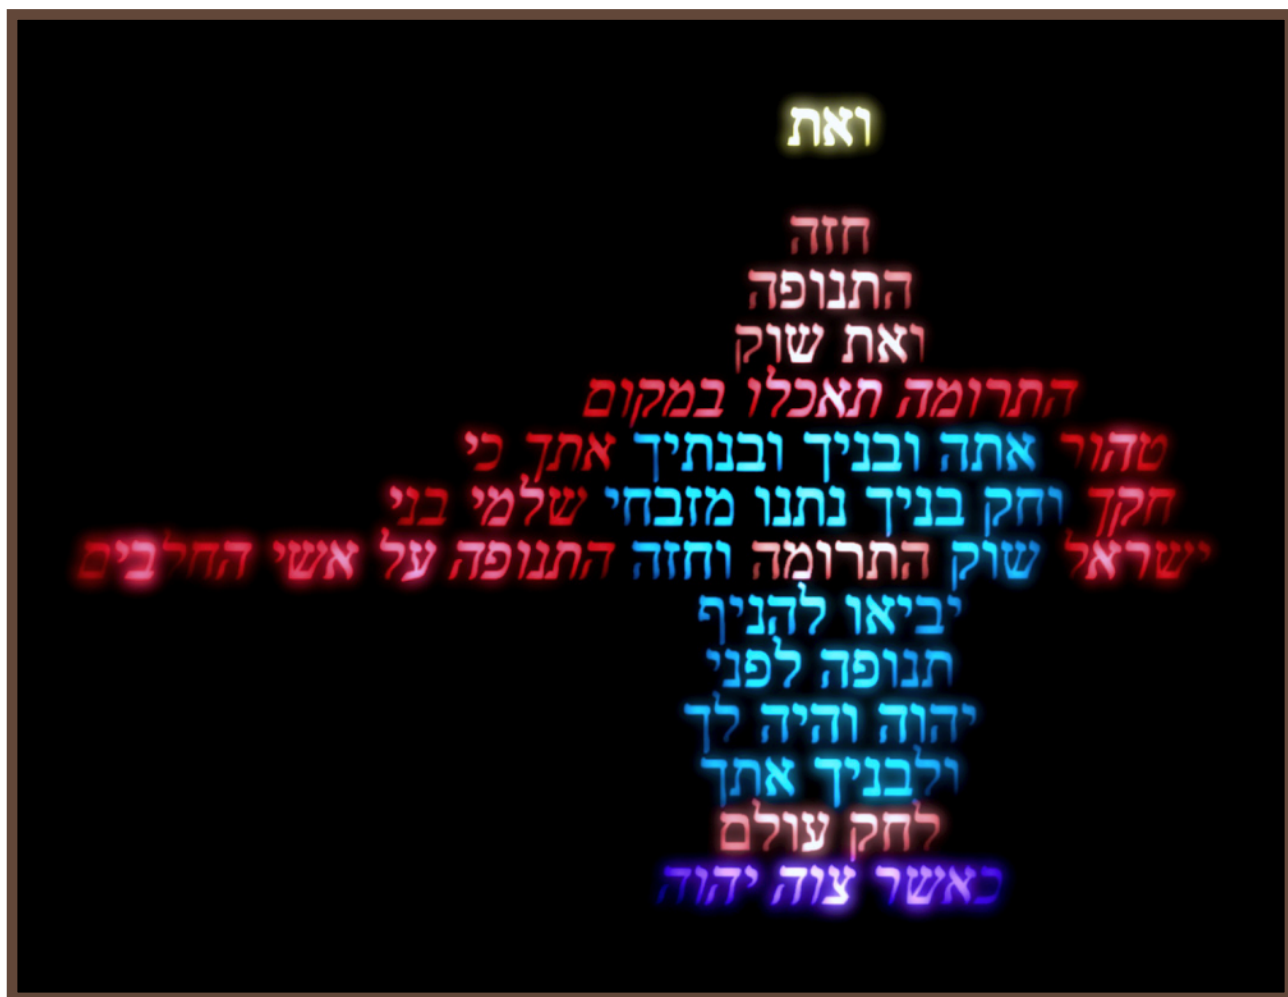 ואת
חזה
התנופה
ואת שוק
התרומה תאכלו במקום
טהור אתה ובניך ובנתיך אתך כי
חקך וחק בניך נתנו מזבחי שלמי בני
ישראל שוק התרומה וחזה התנופה על אשי החלבים
יביאו להניף
תנופה לפני
יהוה והיה לך
ולבניך אתך
לחק עולם
כאשר צוה יהוה